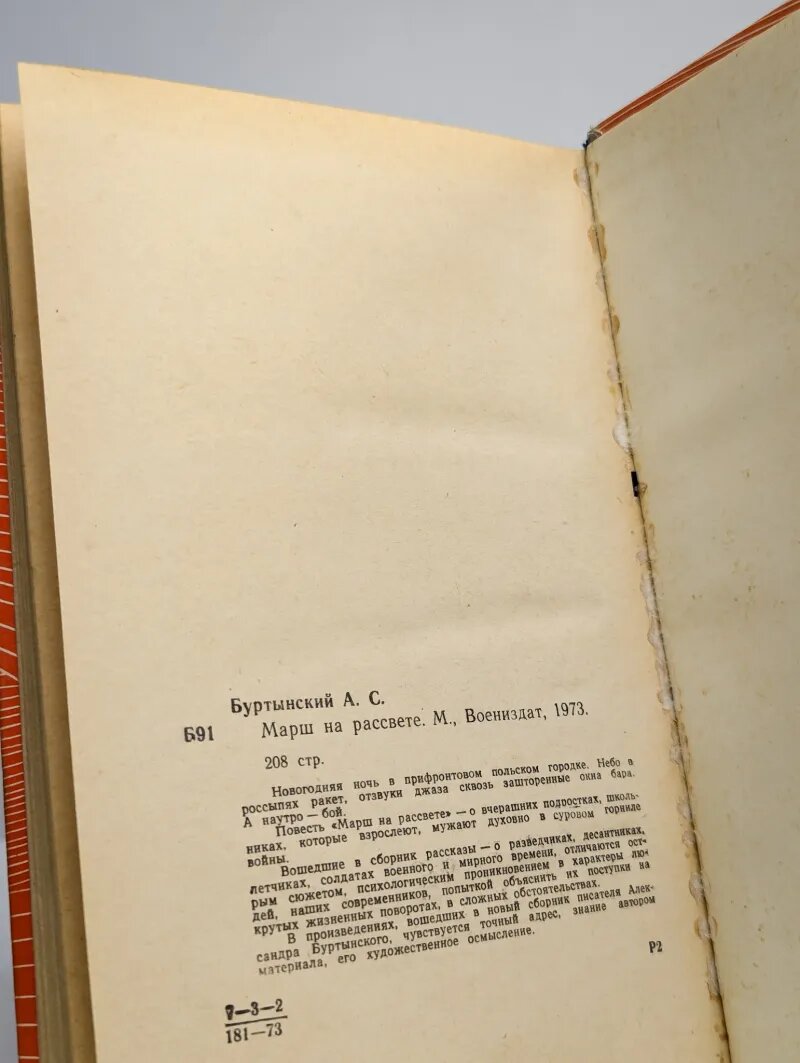 Буртынский А. С.
Б91 Марш на рассвете. М., Воениздат, 1973.
208 стр.
Новогодняя ночь в прифронтовом польском городке. Небо в
россыпях ракет, отзвуки джаза сквозь зашторенные окна бара.
А наутро — бой.
Повесть «Марш на рассвете» — о вчерашних подростках, школь-
никах, которые взрослеют, мужают духовно в суровом горниле
войны.
Вошедшие в сборник рассказы — о разведчиках, десантниках,
летчиках, солдатах военного и мирного времени, отличаются ост-
рым сюжетом, психологическим проникновением в характеры лю-
дей, наших современников, попыткой объяснить их поступки на
крутых жизненных поворотах, в сложных обстоятельствах.
В произведениях, вошедших в новый сборник писателя Алек-
сандра Буртынского, чувствуется точный адрес, знание автором
материала, его художественное осмысление.
Р2
7—3—2
181—73